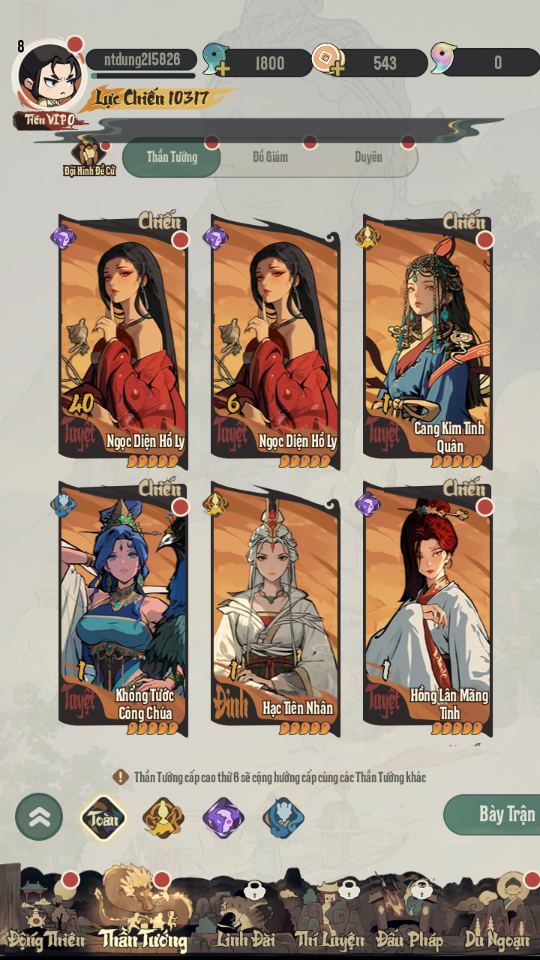 8
ntdung215826
1800
543
0
Lực Chiến 10317
Tiên VIP 0
Đội Hình Đề Cử
Thần Tướng
Đồ Giám
Duyên
Chiến
Chiến
40
Tuyệt
Ngọc Diện Hồ Ly
6
Tuyệt
Ngọc Diện Hồ Ly
1
Tuyệt
Cang Kim Tinh
Quân
Chiến
Chiến
1
Tuyệt
Khổng Tước
Công Chúa
1
Đỉnh
Hạc Tiên Nhân
1
Tuyệt
Hồng Lân Mãng
Tinh
Thần Tướng cấp cao thứ 6 sẽ cộng hưởng cấp cùng các Thần Tướng khác
Toàn
Bày Trận
Động Thiên
Thần Tướng
Linh Đài
Thí Luyện
Đấu Pháp
Du Ngoạn